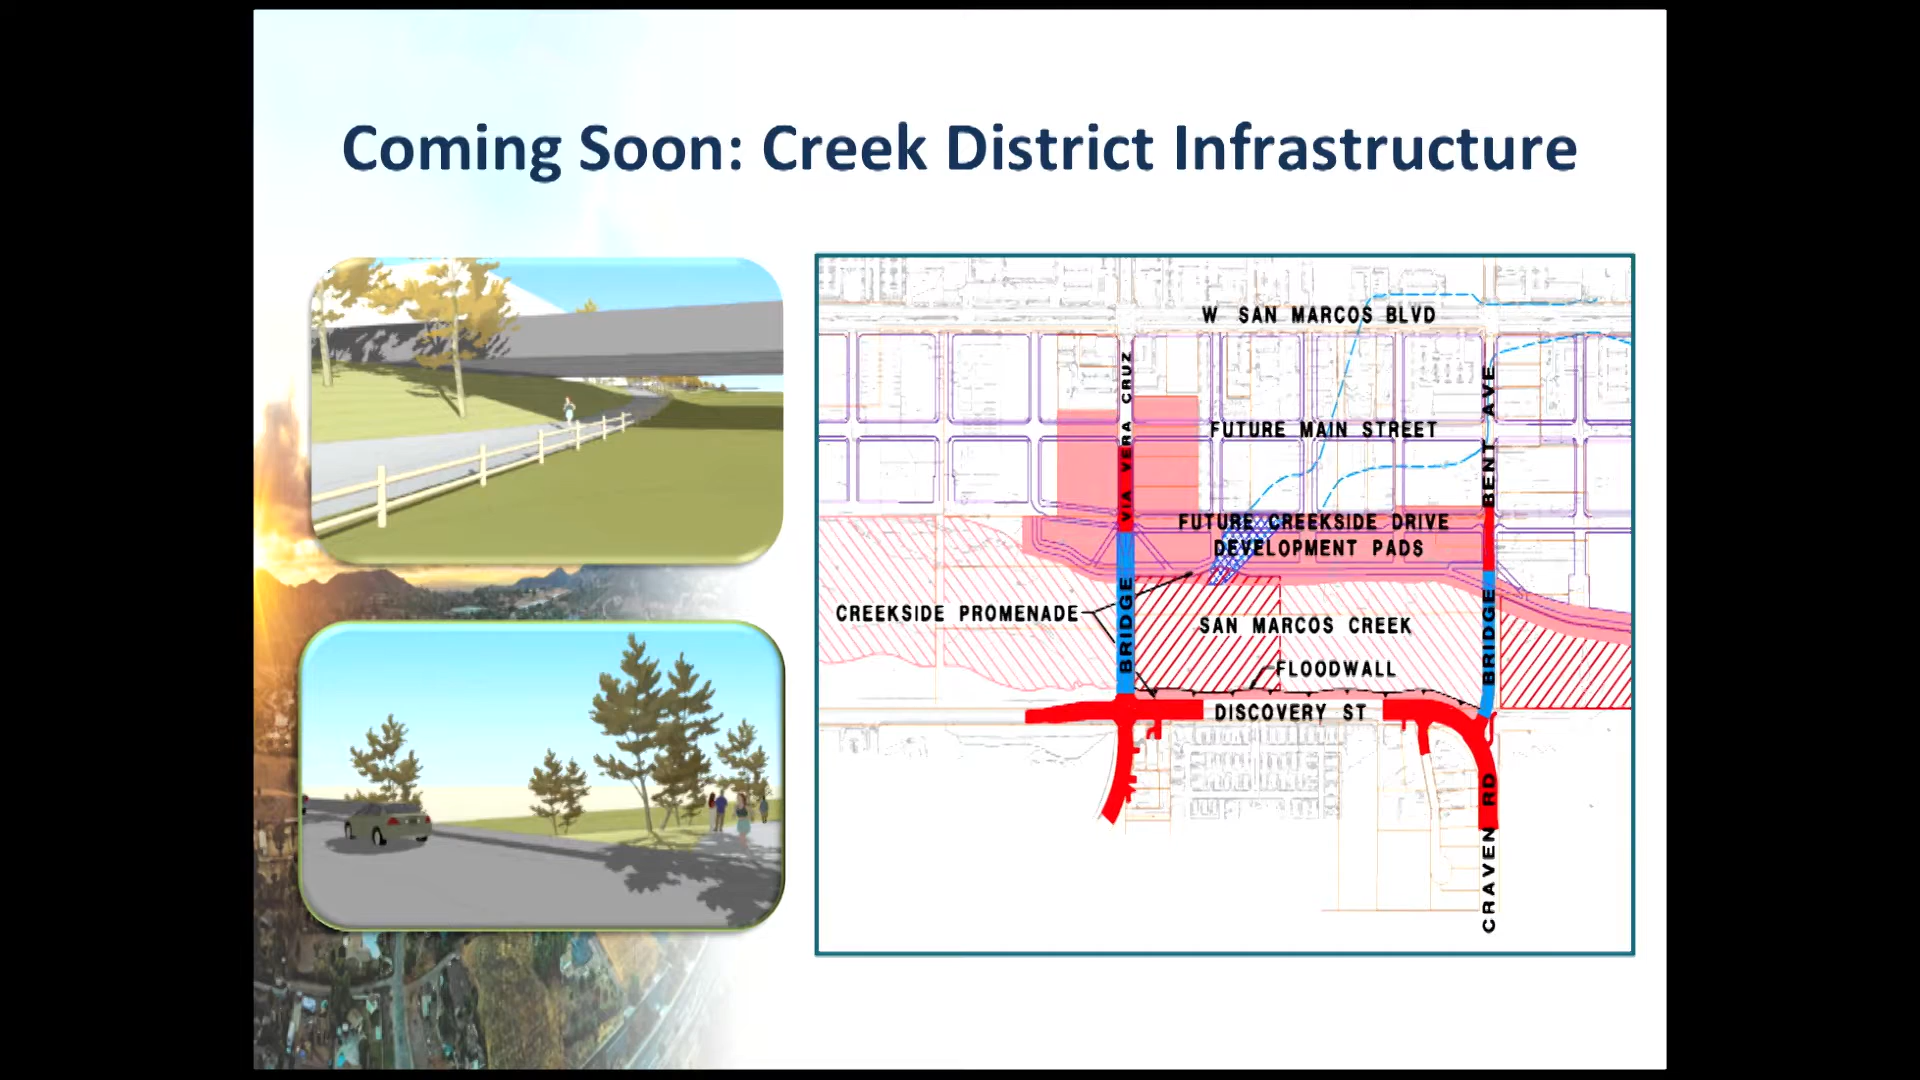 Coming Soon: Creek District Infrastructure
W SAN MARCOS BLVD
VIA VERA CRUZ
BENT AVE
FUTURE MAIN STREET
FUTURE CREEKSIDE DRIVE
DEVELOPMENT PADS
CREEKSIDE PROMENADE
BRIDGE
SAN MARCOS CREEK
BRIDGE
FLOODWALL
DISCOVERY ST
CRAVEN RD